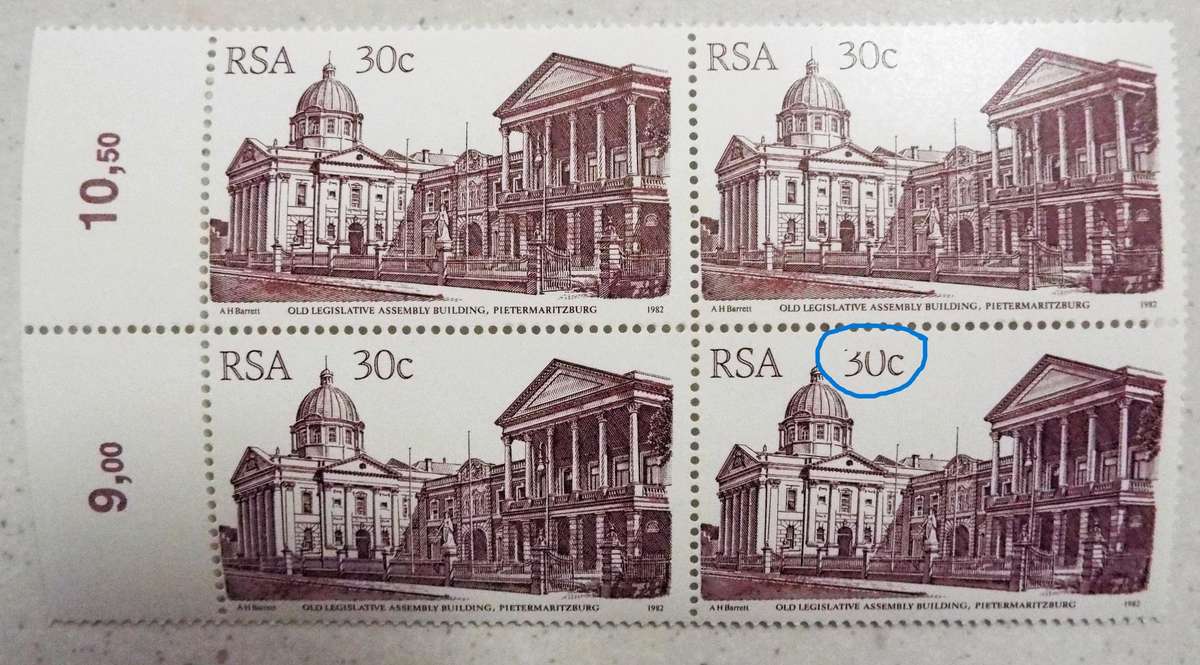 10,50
RSA 30c
A H Barrett OLD LEGISLATIVE ASSEMBLY BUILDING, PIETERMARITZBURG 1982
RSA 30c
A H Barrett OLD LEGISLATIVE ASSEMBLY BUILDING, PIETERMARITZBURG 1982
9,00
RSA 30c
A H Barrett OLD LEGISLATIVE ASSEMBLY BUILDING, PIETERMARITZBURG 1982
RSA 30c
A H Barrett OLD LEGISLATIVE ASSEMBLY BUILDING, PIETERMARITZBURG 1982